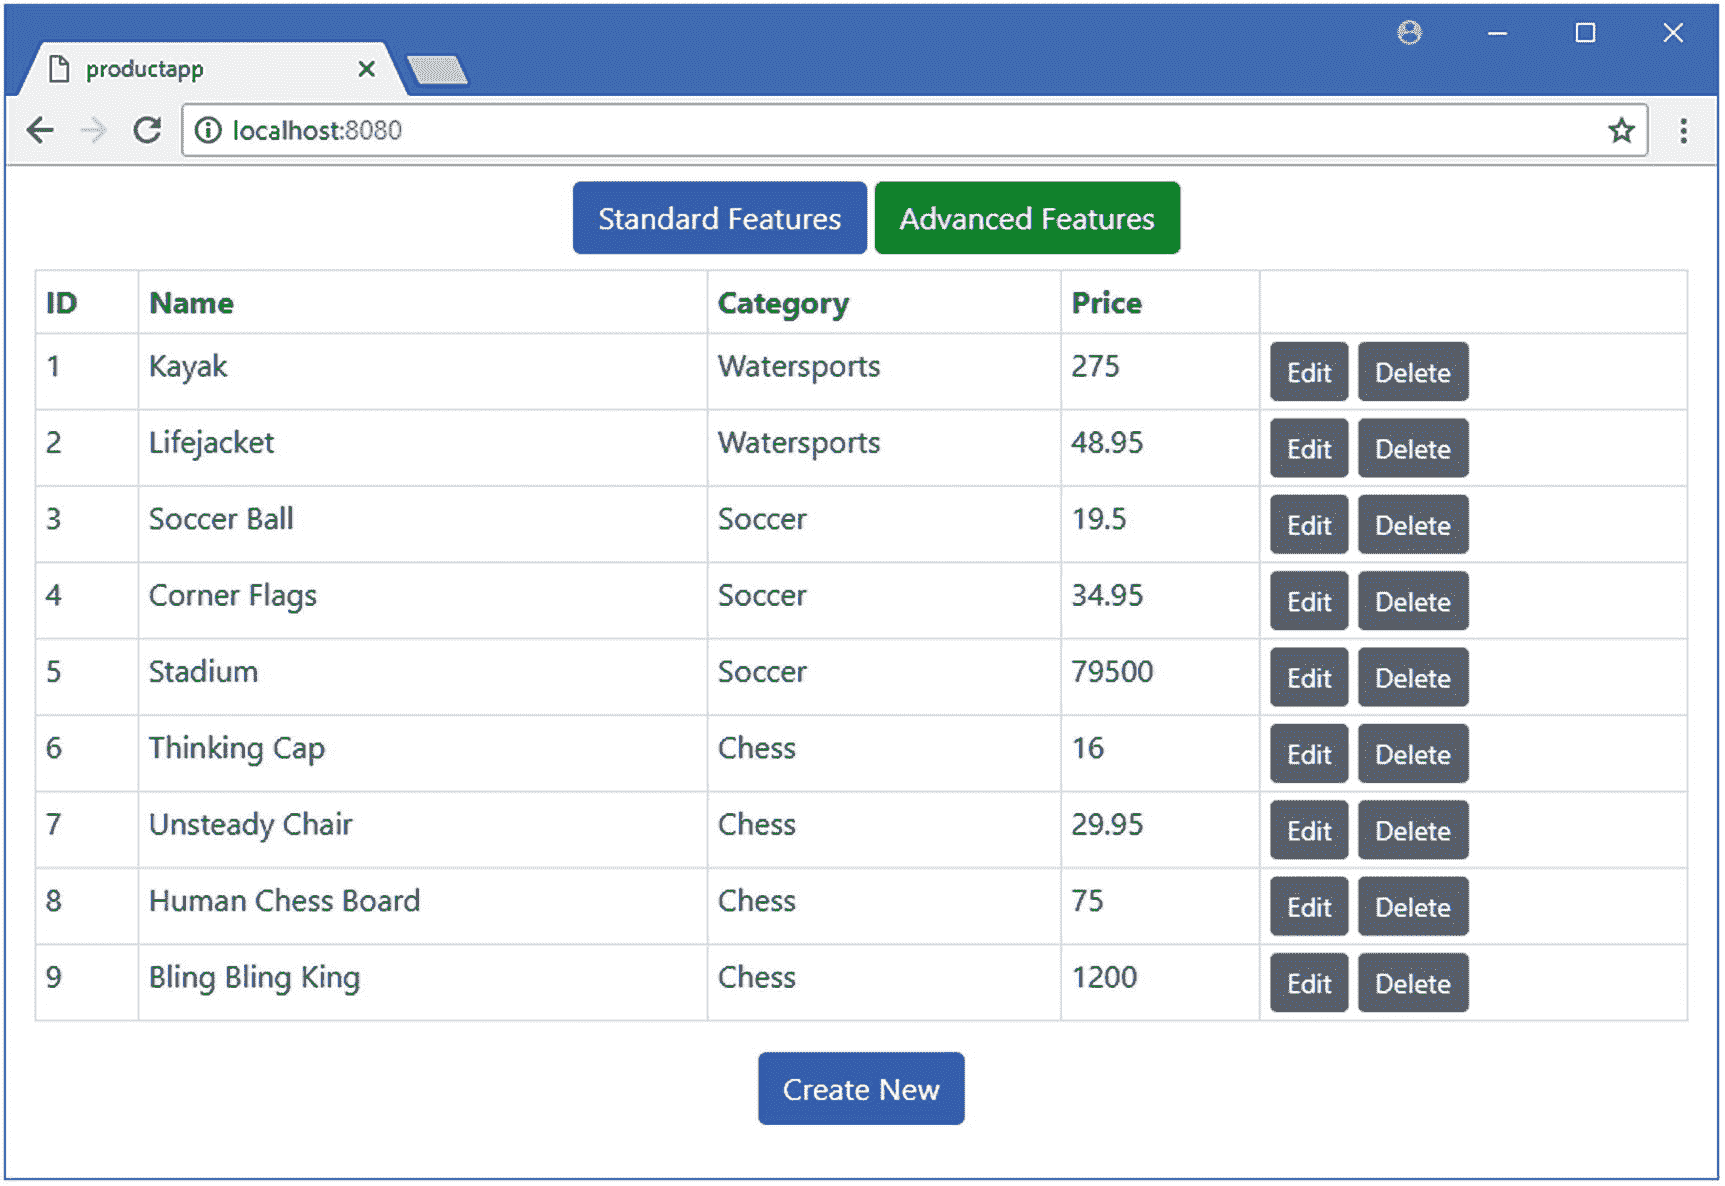 productapp
localhost:8080
Standard Features Advanced Features
ID Name Category Price
1 Kayak Watersports 275 Edit Delete
2 Lifejacket Watersports 48.95 Edit Delete
3 Soccer Ball Soccer 19.5 Edit Delete
4 Corner Flags Soccer 34.95 Edit Delete
5 Stadium Soccer 79500 Edit Delete
6 Thinking Cap Chess 16 Edit Delete
7 Unsteady Chair Chess 29.95 Edit Delete
8 Human Chess Board Chess 75 Edit Delete
9 Bling Bling King Chess 1200 Edit Delete
Create New